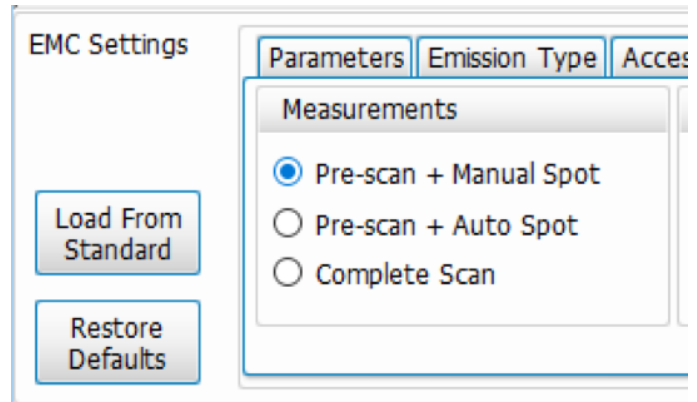 EMC Settings
Parameters Emission Type Acces
Measurements
Pre-scan + Manual Spot
Pre-scan + Auto Spot
Complete Scan
Load From
Standard
Restore
Defaults